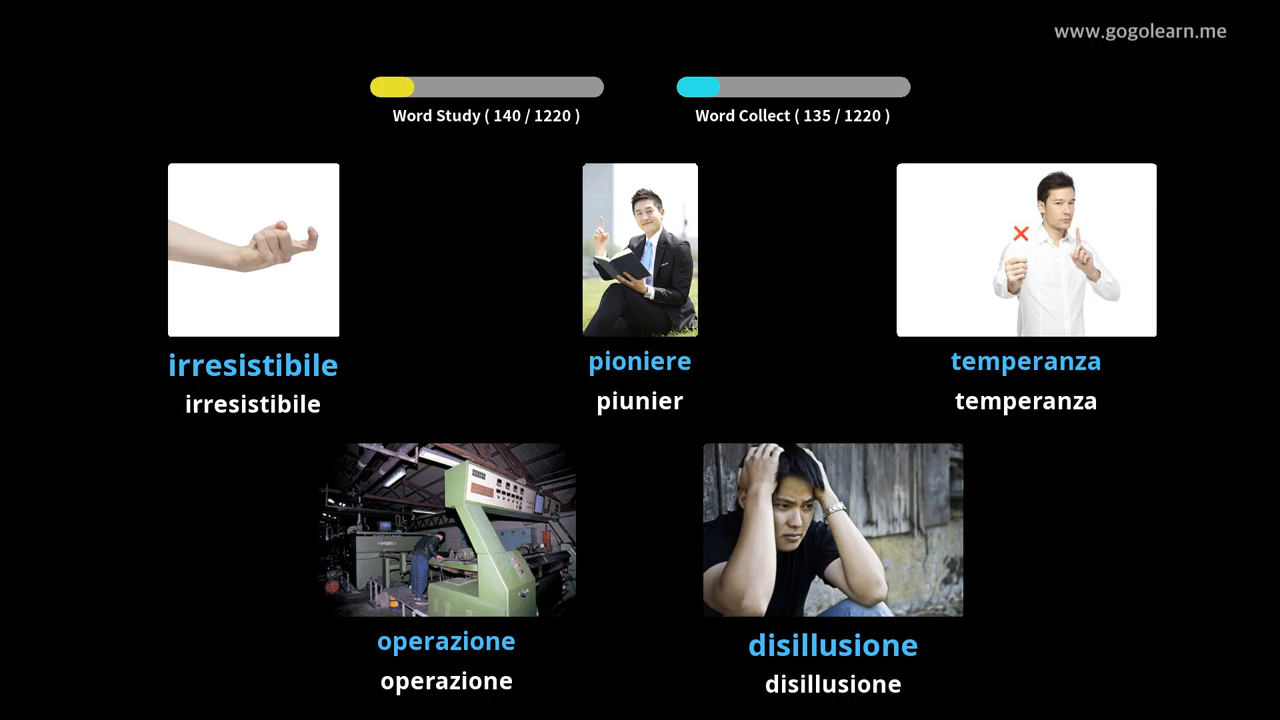 www.gogolearn.me
Word Study ( 140 / 1220 )
Word Collect ( 135 / 1220 )
irresistibile
irresistibile
pioniere
piunier
temperanza
temperanza
operazione
operazione
disillusione
disillusione